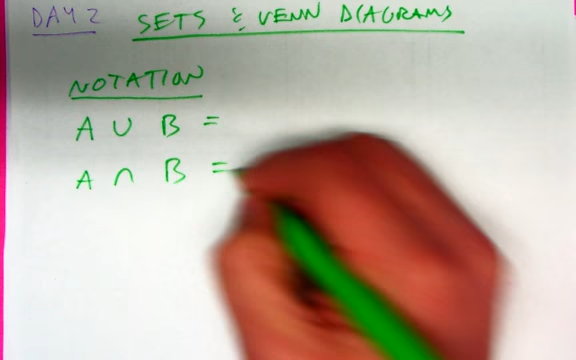 DAY 2 SETS & VENN DIAGRAMS
NOTATION
A ∪ B =
A ∩ B =